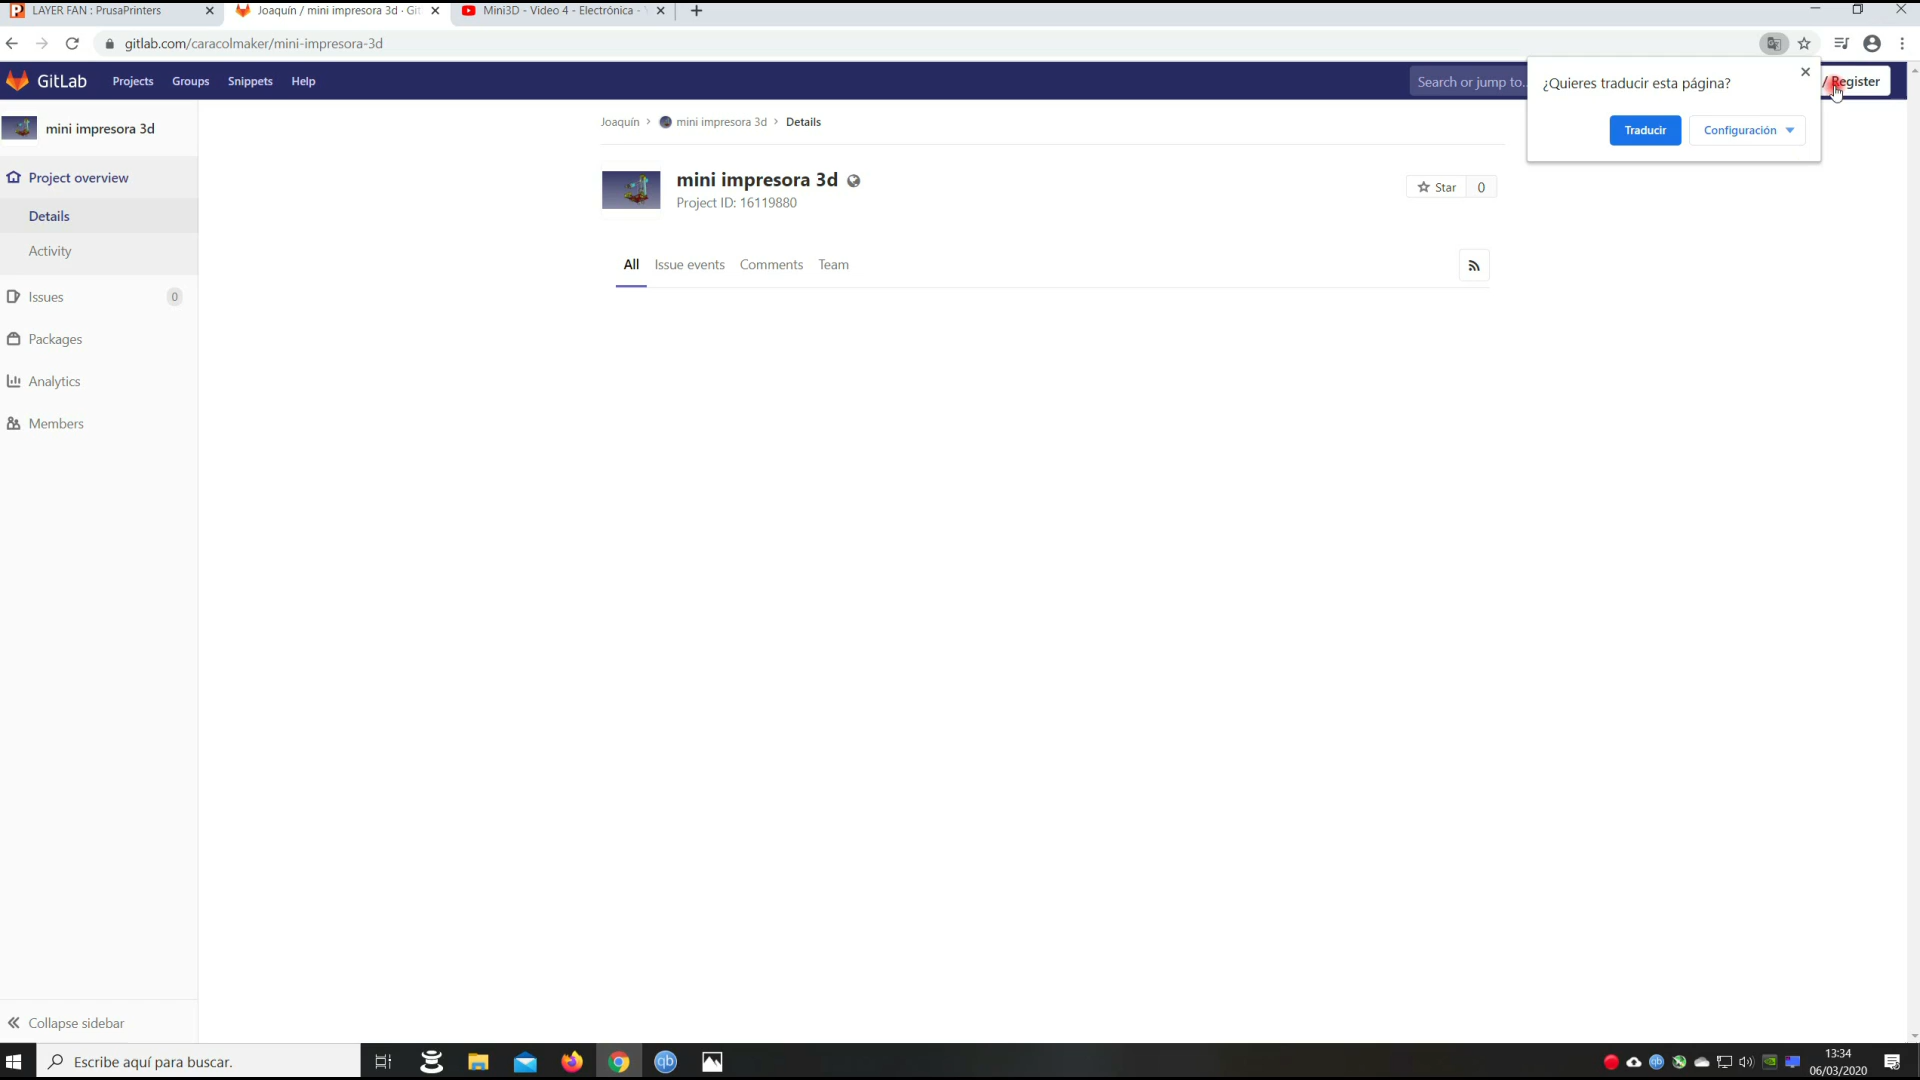 LAYER FAN : PrusaPrinters
Joaquín / mini impresora 3d · Git
Mini3D - Video 4 - Electrónica -
gitlab.com/caracolmaker/mini-impresora-3d
GitLab
Projects
Groups
Snippets
Help
Search or jump to...
/ Register
¿Quieres traducir esta página?
Traducir
Configuración
mini impresora 3d
Project overview
Details
Activity
Issues
0
Packages
Analytics
Members
Collapse sidebar
Joaquín > mini impresora 3d > Details
mini impresora 3d
Project ID: 16119880
Star
0
All
Issue events
Comments
Team
Escribe aquí para buscar.
qb
13:34
06/03/2020